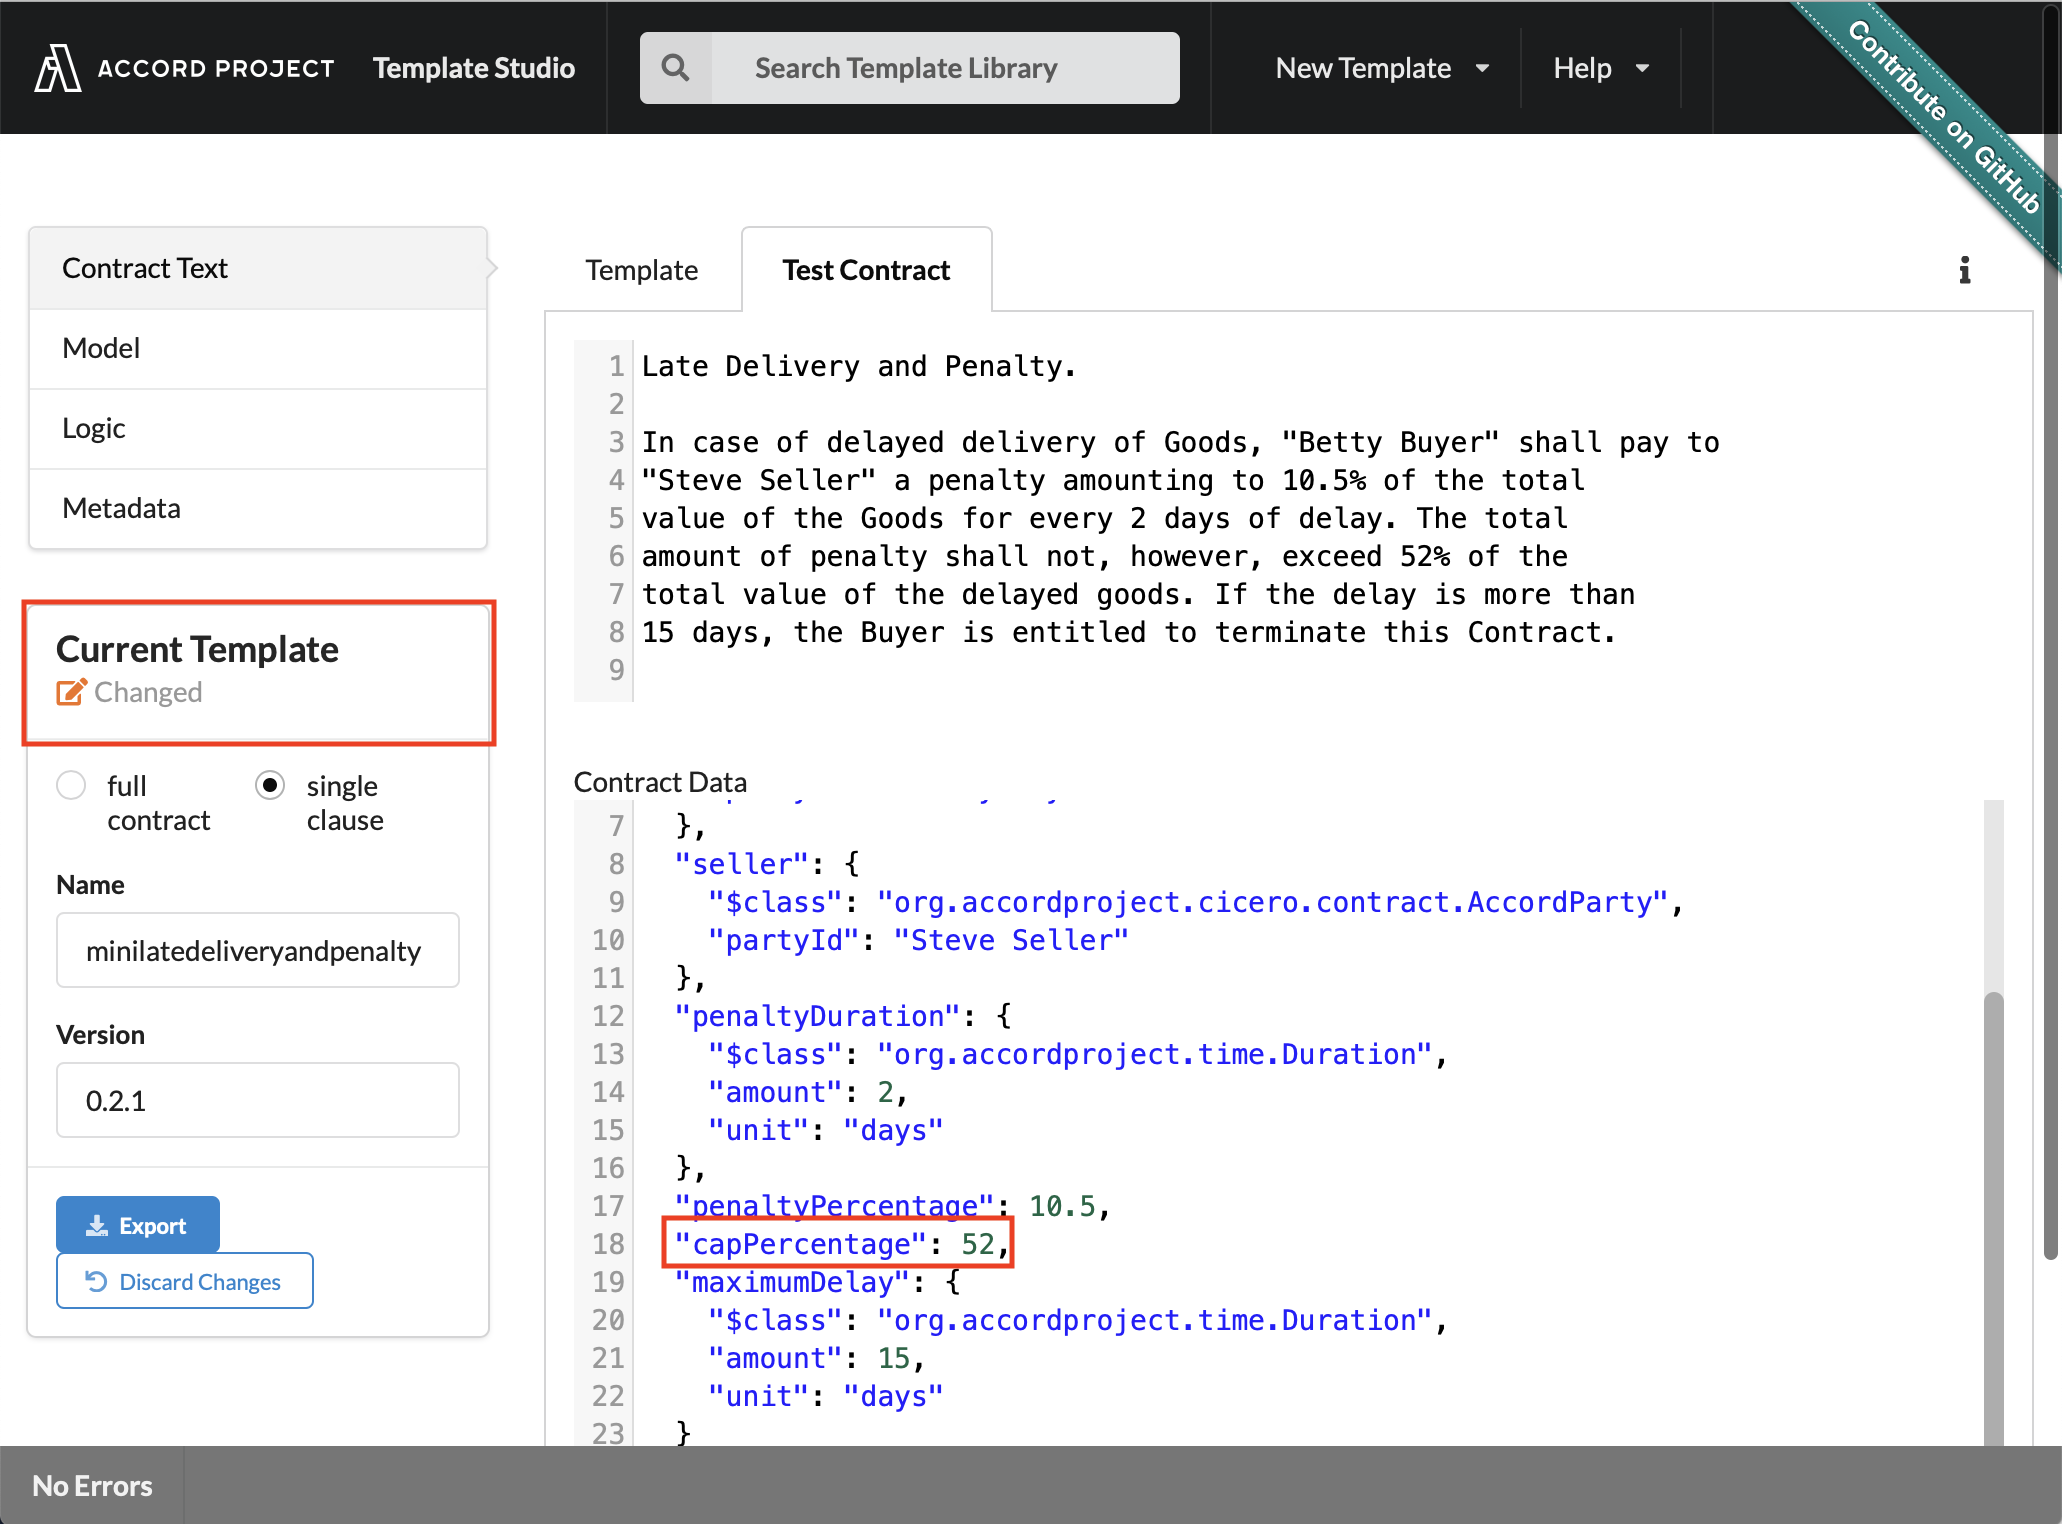 ACCORD PROJECT Template Studio Search Template Library New Template Help
Contribute on GitHub
Contract Text
Model
Logic
Metadata
Current Template
Changed
full contract
single clause
Name
minilatedeliveryandpenalty
Version
0.2.1
Export
Discard Changes
Template Test Contract
1 Late Delivery and Penalty.
2
3 In case of delayed delivery of Goods, "Betty Buyer" shall pay to
4 "Steve Seller" a penalty amounting to 10.5% of the total
5 value of the Goods for every 2 days of delay. The total
6 amount of penalty shall not, however, exceed 52% of the
7 total value of the delayed goods. If the delay is more than
8 15 days, the Buyer is entitled to terminate this Contract.
9
Contract Data
7 },
8 "seller": {
9 "$class": "org.accordproject.cicero.contract.AccordParty",
10 "partyId": "Steve Seller"
11 },
12 "penaltyDuration": {
13 "$class": "org.accordproject.time.Duration",
14 "amount": 2,
15 "unit": "days"
16 },
17 "penaltyPercentage": 10.5,
18 "capPercentage": 52,
19 "maximumDelay": {
20 "$class": "org.accordproject.time.Duration",
21 "amount": 15,
22 "unit": "days"
23 }
No Errors